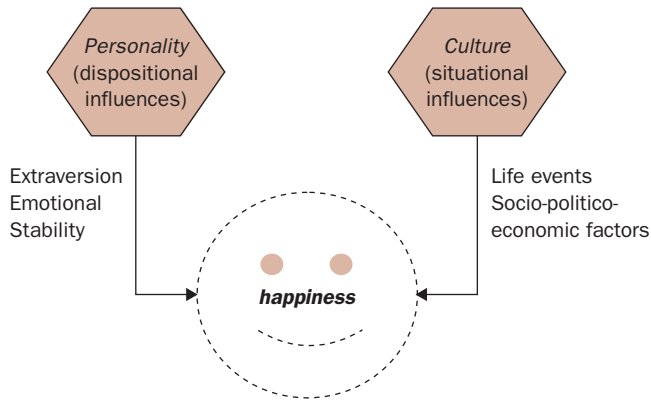 Personality
(dispositional
influences)
Culture
(situational
influences)
Extraversion
Emotional
Stability
Life events
Socio-politico-
economic factors
happiness